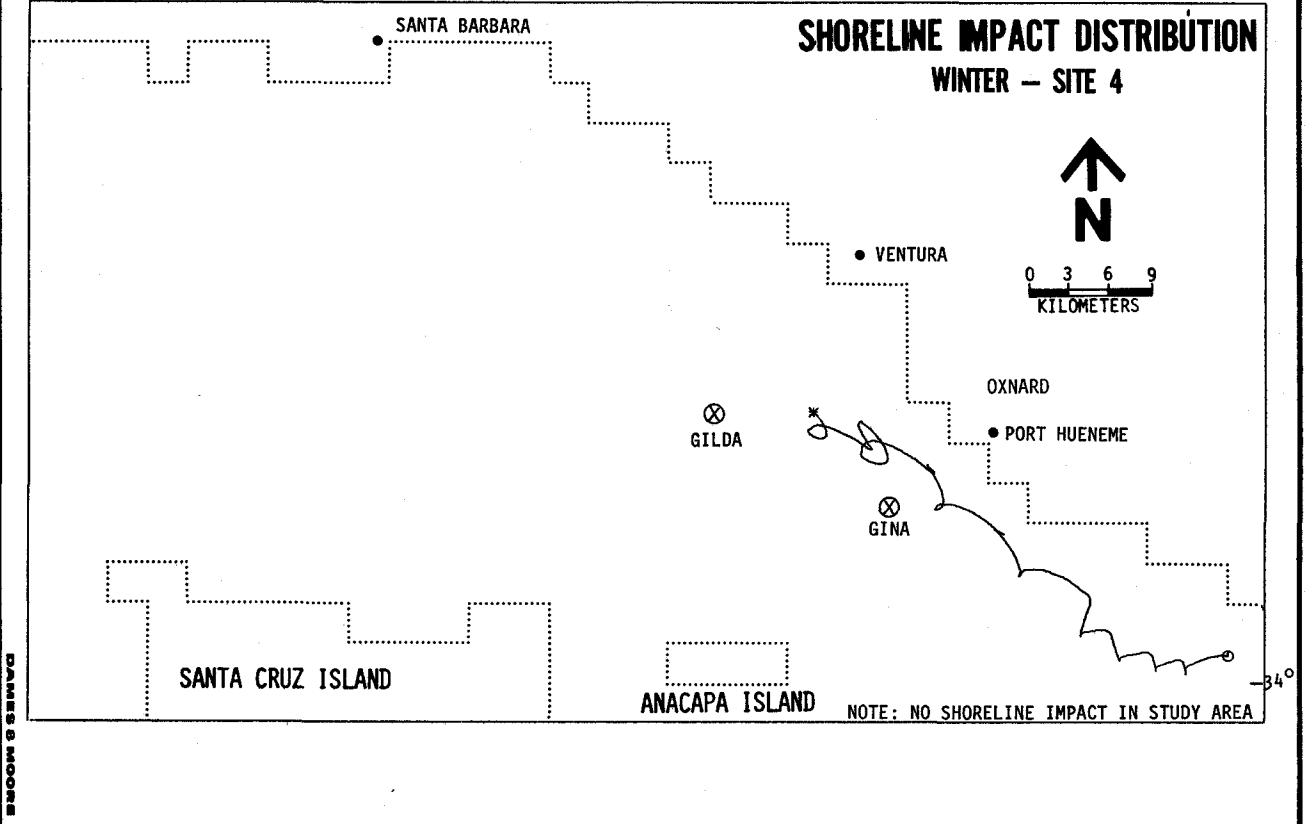 SANTA BARBARA
SHORELINE IMPACT DISTRIBUTION
WINTER — SITE 4
N
0 3 6 9
KILOMETERS
VENTURA
OXNARD
PORT HUENEME
GILDA
GINA
SANTA CRUZ ISLAND
ANACAPA ISLAND
34°
NOTE: NO SHORELINE IMPACT IN STUDY AREA
DAMES & MOORE